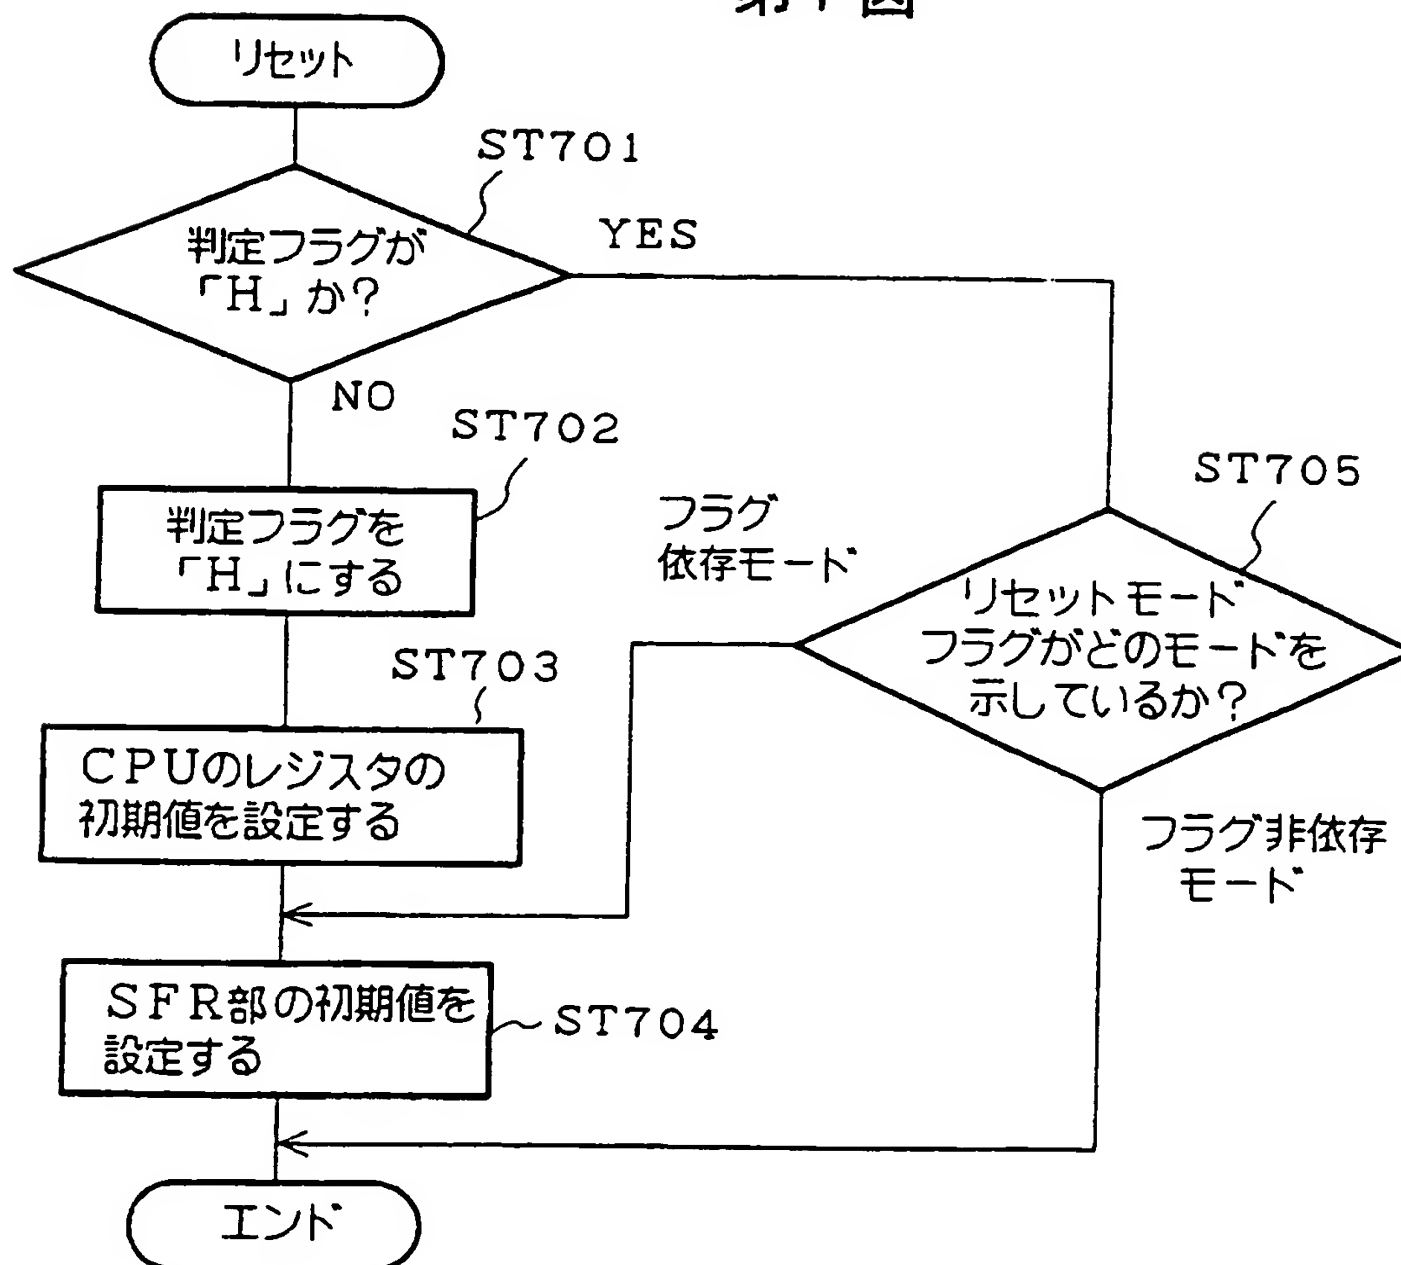 第7図
リセット
ST701
判定フラグが
「H」か?
YES
NO
ST702
判定フラグを
「H」にする
ST703
CPUのレジスタの
初期値を設定する
SFR部の初期値を
設定する
ST704
エンド
フラグ
依存モード
ST705
リセットモード
フラグがどのモードを
示しているか?
フラグ非依存
モード